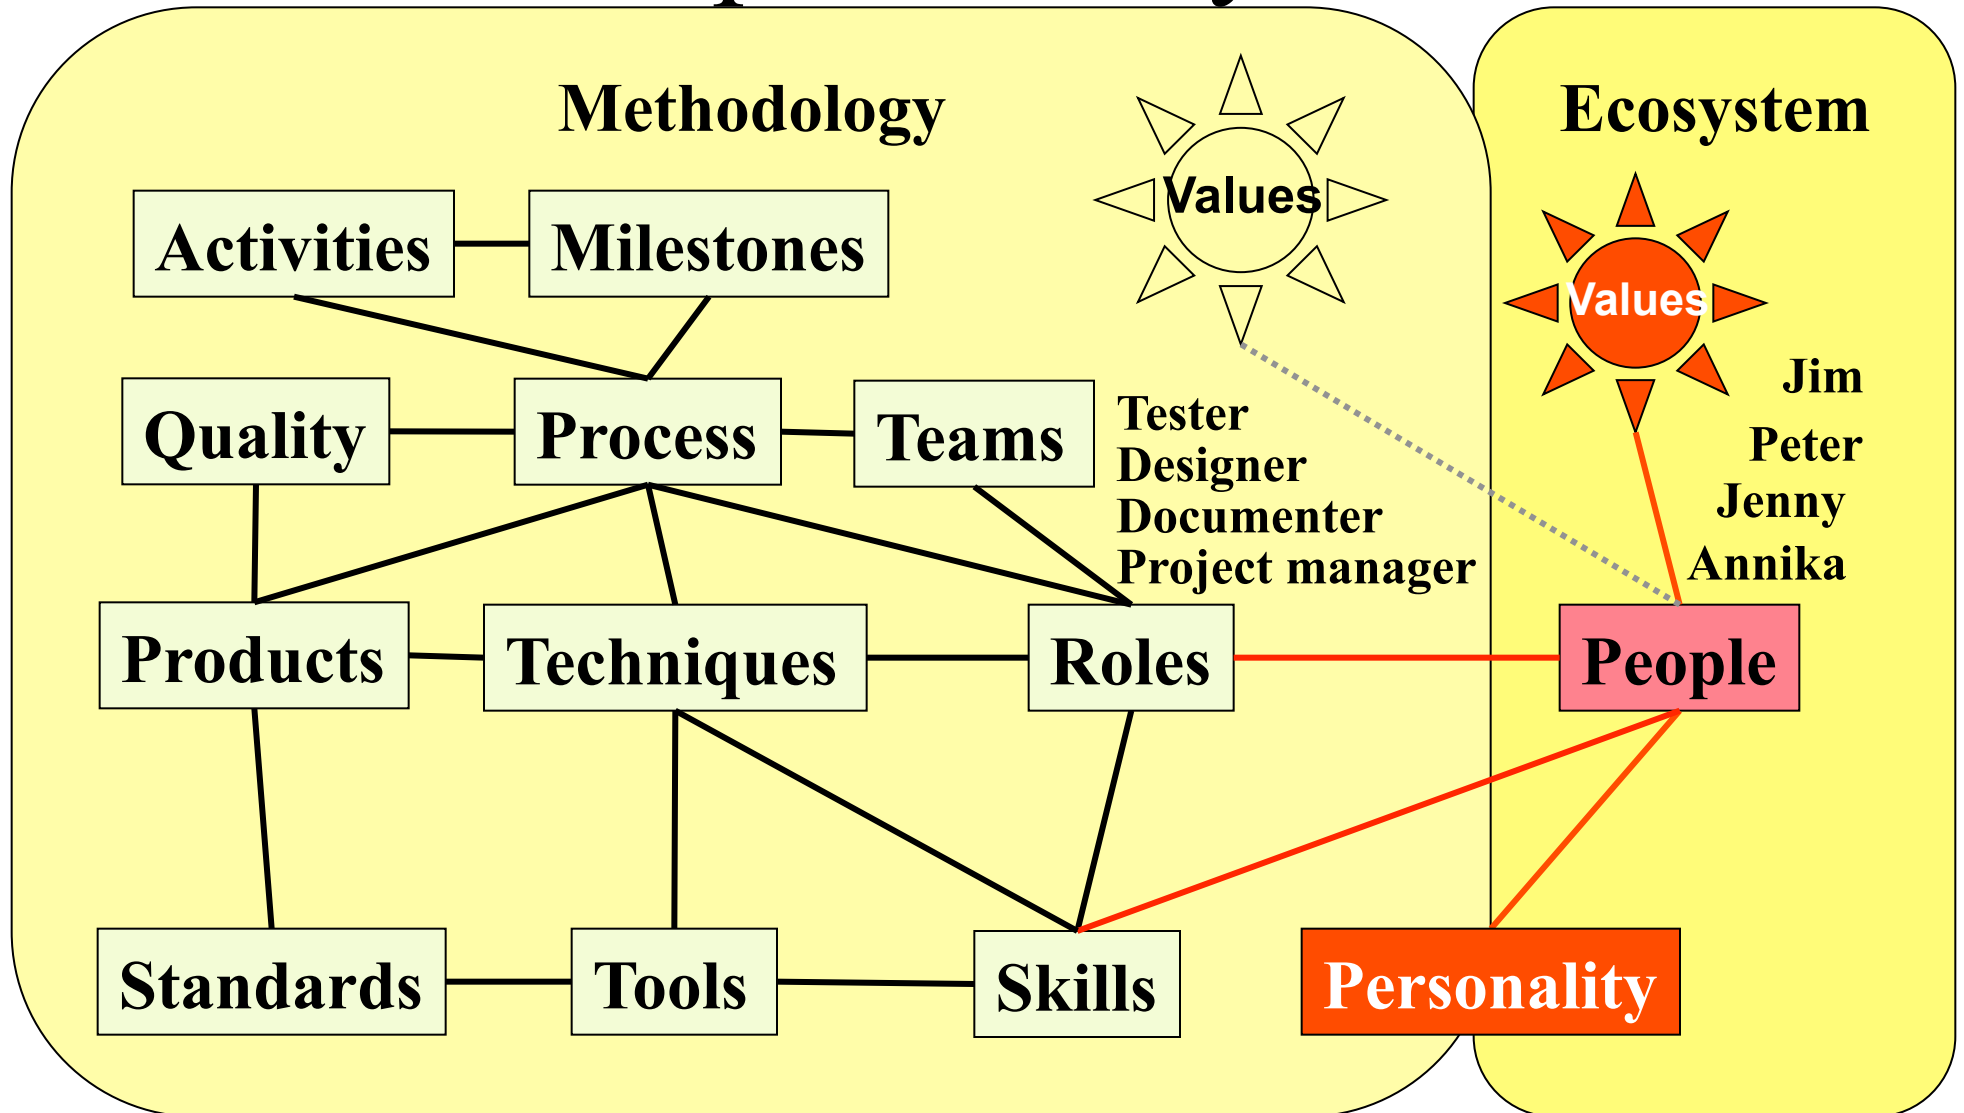 Methodology
Ecosystem
Values
Values
Activities
Milestones
Jim
Peter
Jenny
Annika
Quality
Process
Teams
Tester
Designer
Documenter
Project manager
Products
Techniques
Roles
People
Standards
Tools
Skills
Personality